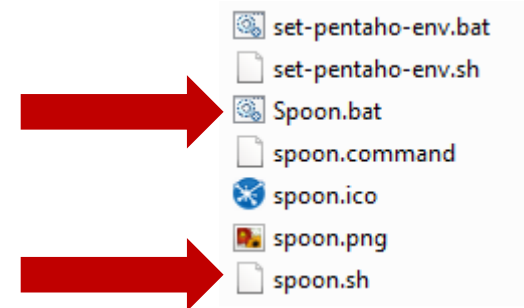 set-pentaho-env.bat
set-pentaho-env.sh
Spoon.bat
spoon.command
spoon.ico
spoon.png
spoon.sh